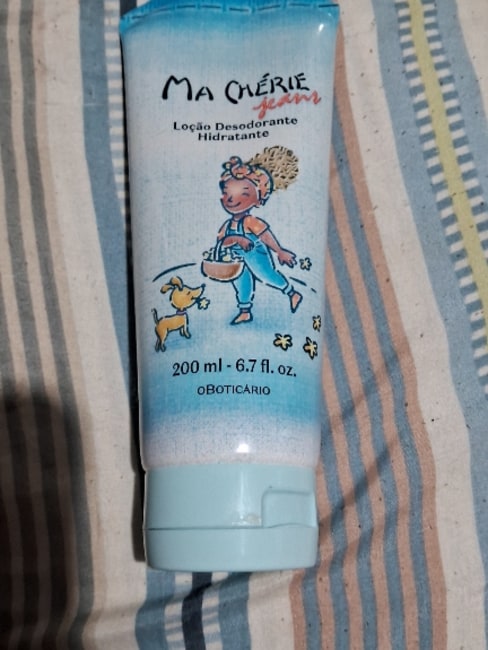 MA CHÉRIE
jeans
Loção Desodorante
Hidratante
200 ml - 6.7 fl. oz.
oBOTICÁRIO